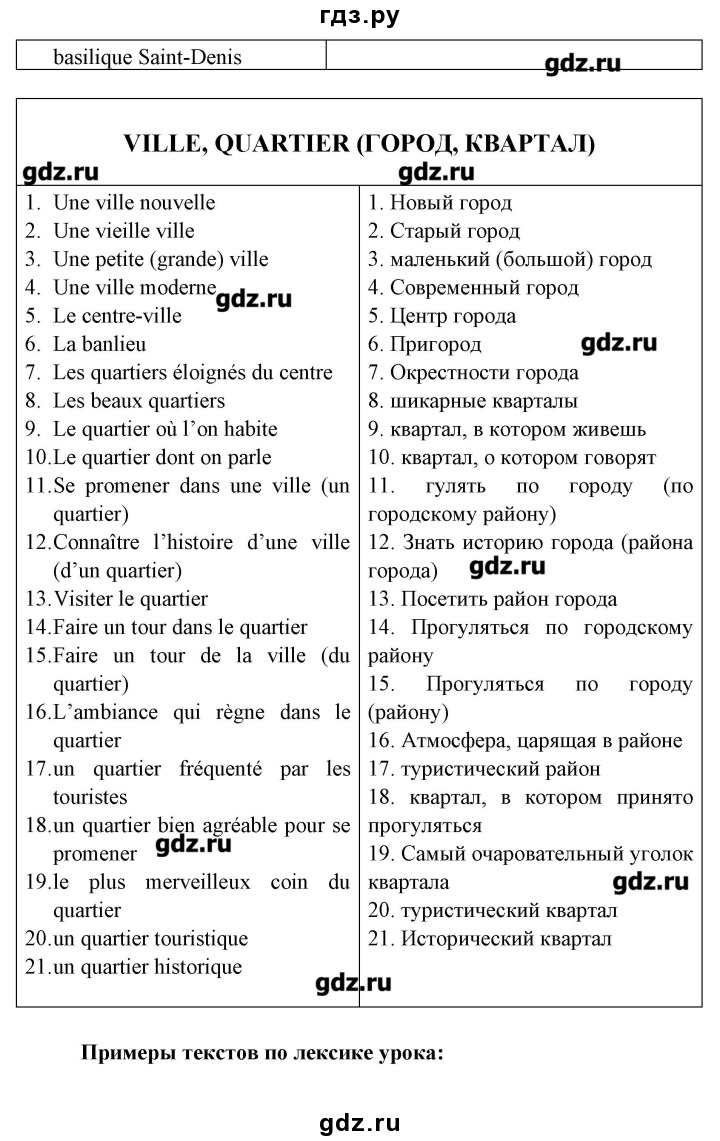 гдз.ру
basilique Saint-Denis
gdz.ru
VILLE, QUARTIER (ГОРОД, КВАРТАЛ)
gdz.ru
gdz.ru
1. Une ville nouvelle
2. Une vieille ville
3. Une petite (grande) ville
4. Une ville moderne
gdz.ru
5. Le centre-ville
6. La banlieu
7. Les quartiers éloignés du centre
8. Les beaux quartiers
9. Le quartier où l’on habite
10.Le quartier dont on parle
11.Se promener dans une ville (un
quartier)
12.Connaître l’histoire d’une ville
(d’un quartier)
13.Visiter le quartier
14.Faire un tour dans le quartier
15.Faire un tour de la ville (du
quartier)
16.L’ambiance qui règne dans le
quartier
17.un quartier fréquenté par les
touristes
18.un quartier bien agréable pour se
promener
gdz.ru
19.le plus merveilleux coin du
quartier
20.un quartier touristique
21.un quartier historique
1. Новый город
2. Старый город
3. маленький (большой) город
4. Современный город
5. Центр города
6. Пригород
gdz.ru
7. Окрестности города
8. шикарные кварталы
9. квартал, в котором живешь
10. квартал, о котором говорят
11. гулять по городу (по
городскому району)
12. Знать историю города (района
города)
gdz.ru
13. Посетить район города
14. Прогуляться по городскому
району
15. Прогуляться по городу
(району)
16. Атмосфера, царящая в районе
17. туристический район
18. квартал, в котором принято
прогуляться
19. Самый очаровательный уголок
квартала
gdz.ru
20. туристический квартал
21. Исторический квартал
gdz.ru
Примеры текстов по лексике урока:
gdz.ru